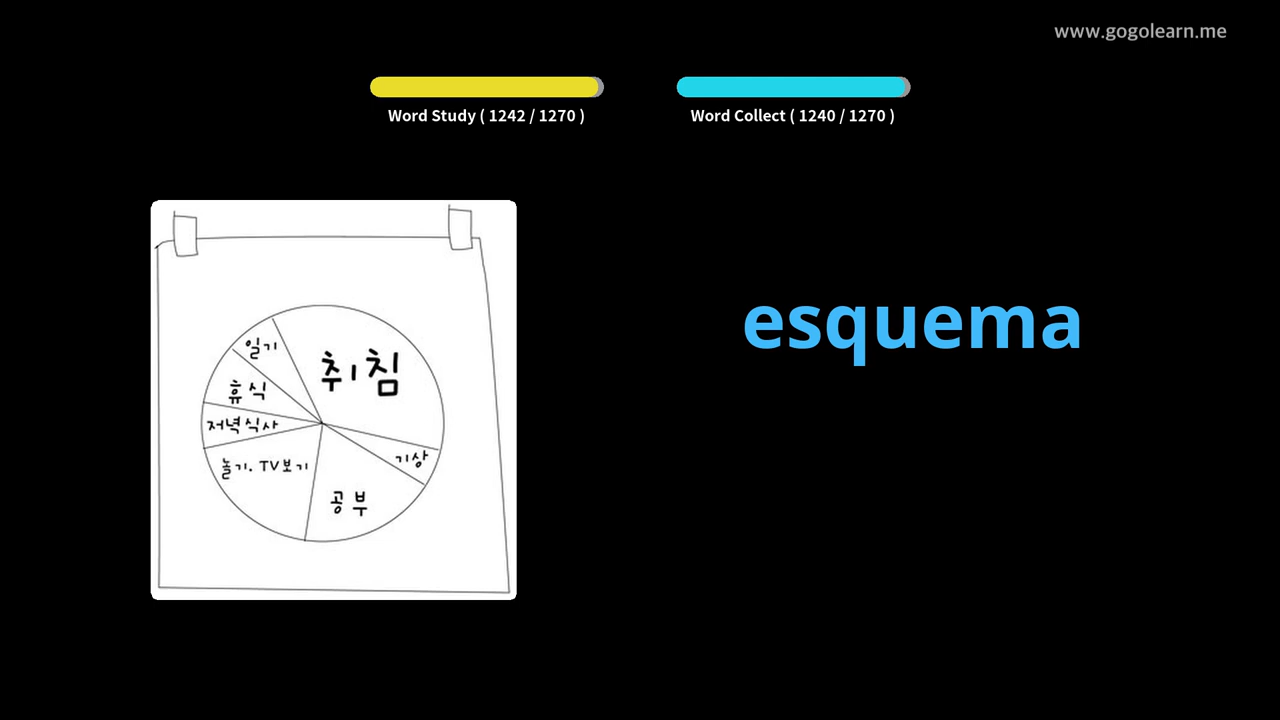 www.gogolearn.me
Word Study ( 1242 / 1270 )
Word Collect ( 1240 / 1270 )
일기
취침
휴식
저녁식사
놀기. TV보기
기상
공부
esquema